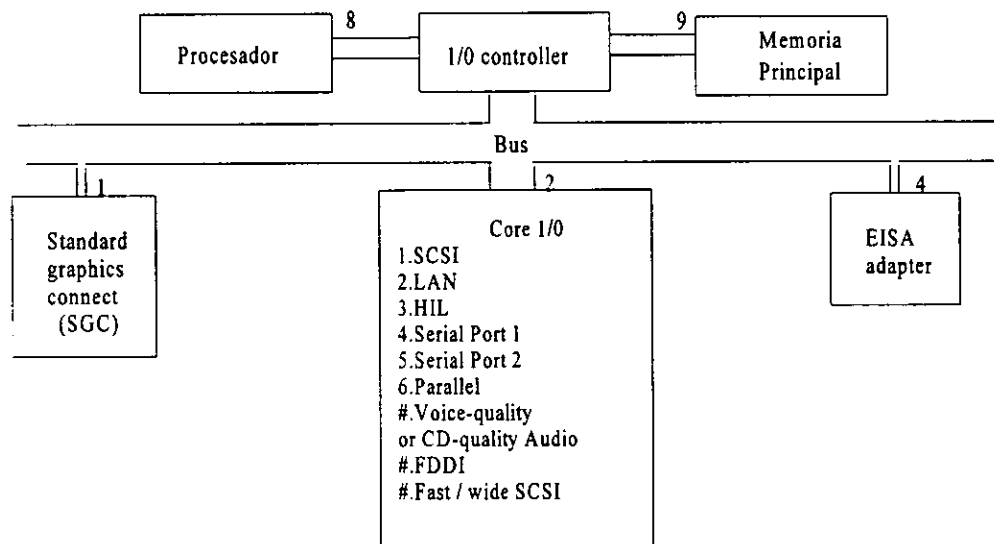 8
9
Procesador
1/0 controller
Memoria
Principal
Bus
1
2
4
Standard
graphics
connect
(SGC)
Core 1/0
1.SCSI
2.LAN
3.HIL
4.Serial Port 1
5.Serial Port 2
6.Parallel
#.Voice-quality
or CD-quality Audio
#.FDDI
#.Fast / wide SCSI
EISA
adapter